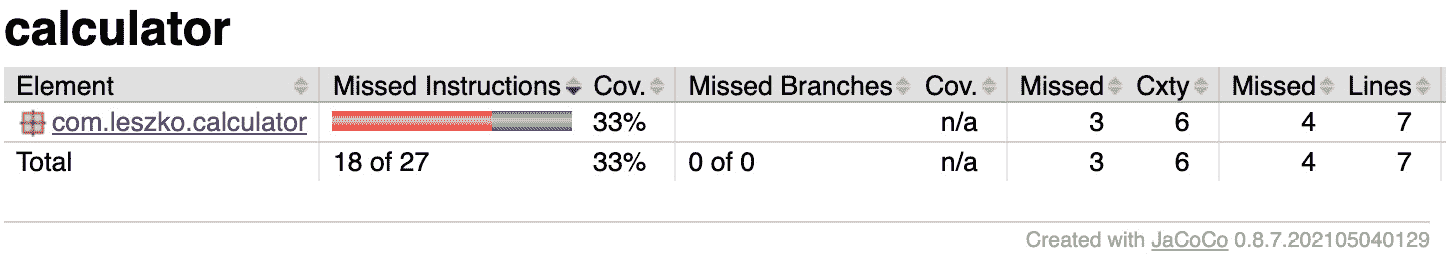 calculator
Element Missed Instructions Cov. Missed Branches Cov. Missed Cxty Missed Lines
com.leszko.calculator 33% n/a 3 6 4 7
Total 18 of 27 33% 0 of 0 n/a 3 6 4 7
Created with JaCoCo 0.8.7.202105040129